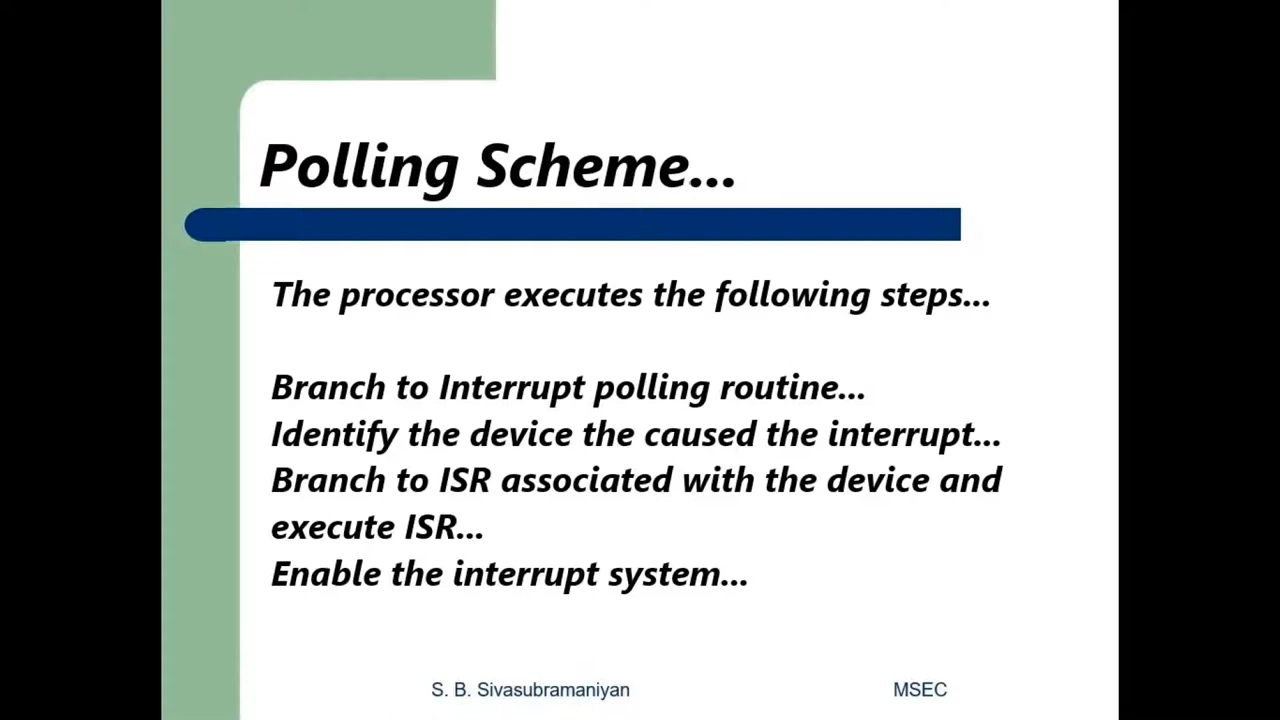 Polling Scheme...
The processor executes the following steps...
Branch to Interrupt polling routine...
Identify the device the caused the interrupt...
Branch to ISR associated with the device and
execute ISR...
Enable the interrupt system...
S. B. Sivasubramaniyan MSEC